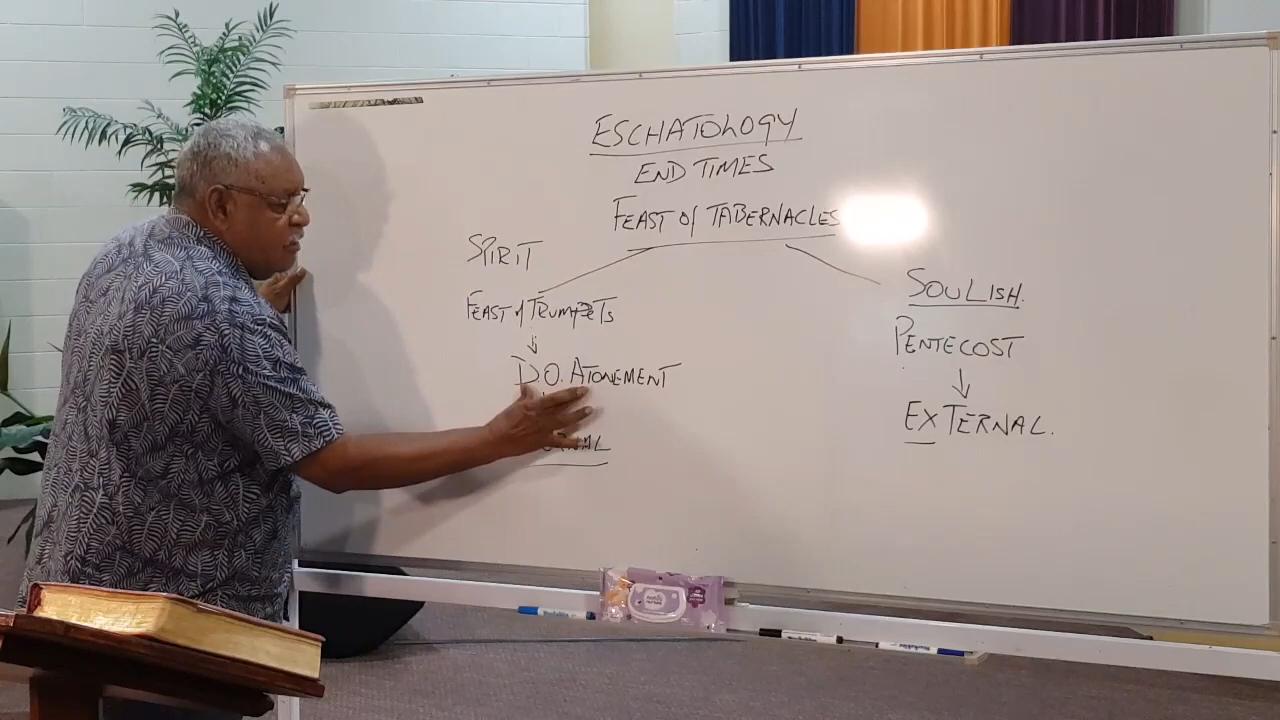 ESCHATOLOGY
END TIMES
FEAST of TABERNACLES
SPIRIT
FEAST of TRUMPETS
D.O. ATONEMENT
SOULISH.
PENTECOST
EXTERNAL.